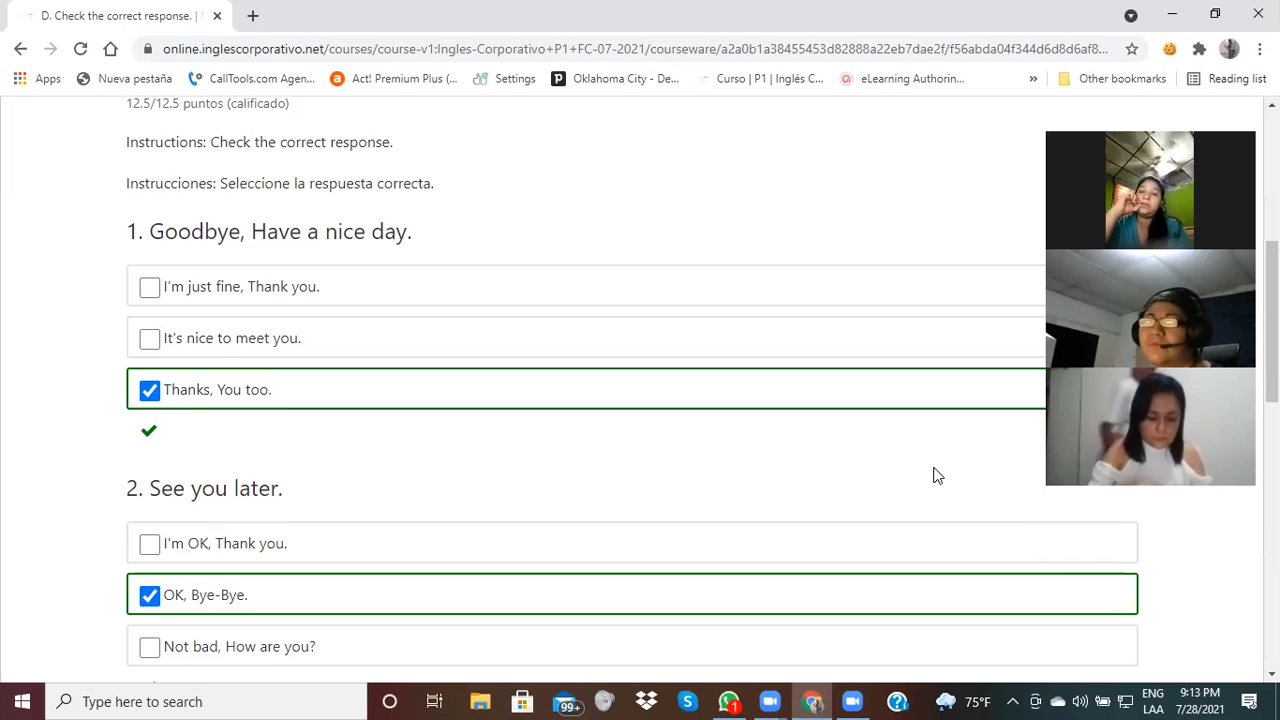 D. Check the correct response. |
online.inglescorporativo.net/courses/course-v1:Ingles-Corporativo+P1+FC-07-2021/courseware/a2a0b1a38455453d82888a22eb7dae2f/f56abda04f344d6d8d6af8...
Apps Nueva pestaña CallTools.com Agen... Act! Premium Plus (... Settings Oklahoma City - De... Curso | P1 | Inglés C... eLearning Authorin... » Other bookmarks Reading list
12.5/12.5 puntos (calificado)
Instructions: Check the correct response.
Instrucciones: Seleccione la respuesta correcta.
1. Goodbye, Have a nice day.
I'm just fine, Thank you.
It's nice to meet you.
Thanks, You too.
2. See you later.
I'm OK, Thank you.
OK, Bye-Bye.
Not bad, How are you?
Type here to search
99+
1
75°F
ENG
LAA
9:13 PM
7/28/2021